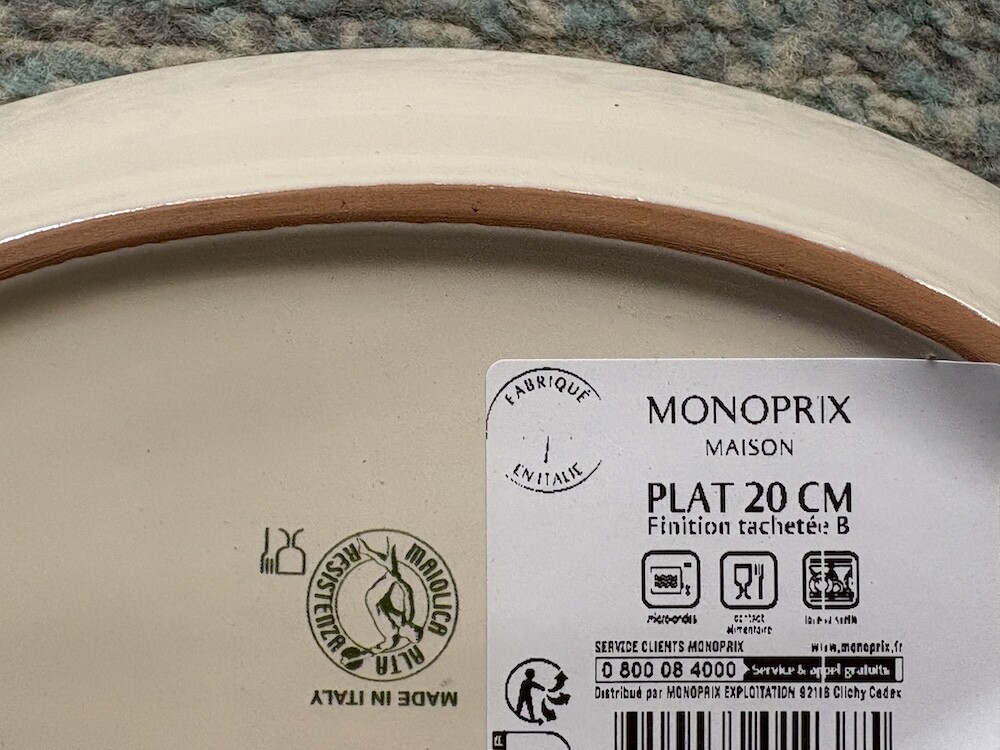 FABRIQUÉ
EN ITALIE
MONOPRIX
MAISON
PLAT 20 CM
Finition tachetée B
micro-ondes
contact
alimentaire
SERVICE CLIENTS MONOPRIX www.monoprix.fr
0 800 08 4000 Service & appel gratuits
Distribué par MONOPRIX EXPLOITATION 92116 Clichy Cedex
MAIOLICA ALTA RESISTENZA
MADE IN ITALY